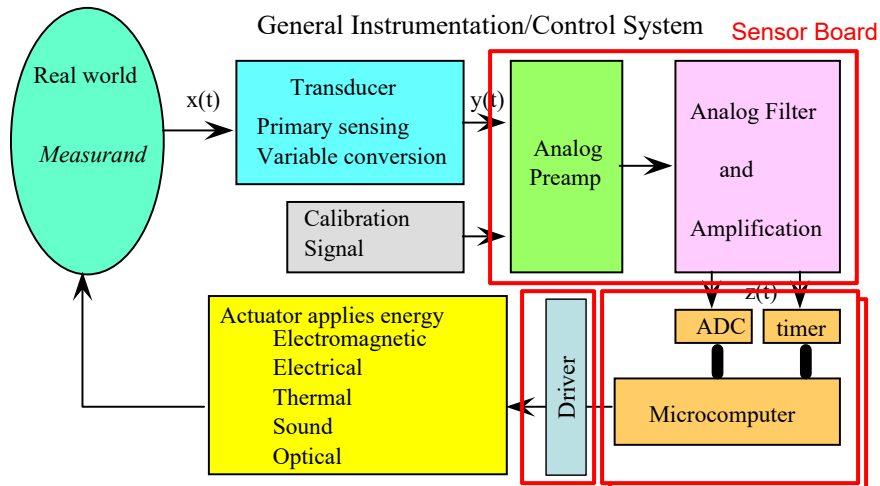 General Instrumentation/Control System
Sensor Board
Real world
Measurand
x(t)
Transducer
Primary sensing
Variable conversion
y(t)
Calibration
Signal
Analog
Preamp
Analog Filter
and
Amplification
z(t)
ADC
timer
Microcomputer
Driver
Actuator applies energy
Electromagnetic
Electrical
Thermal
Sound
Optical